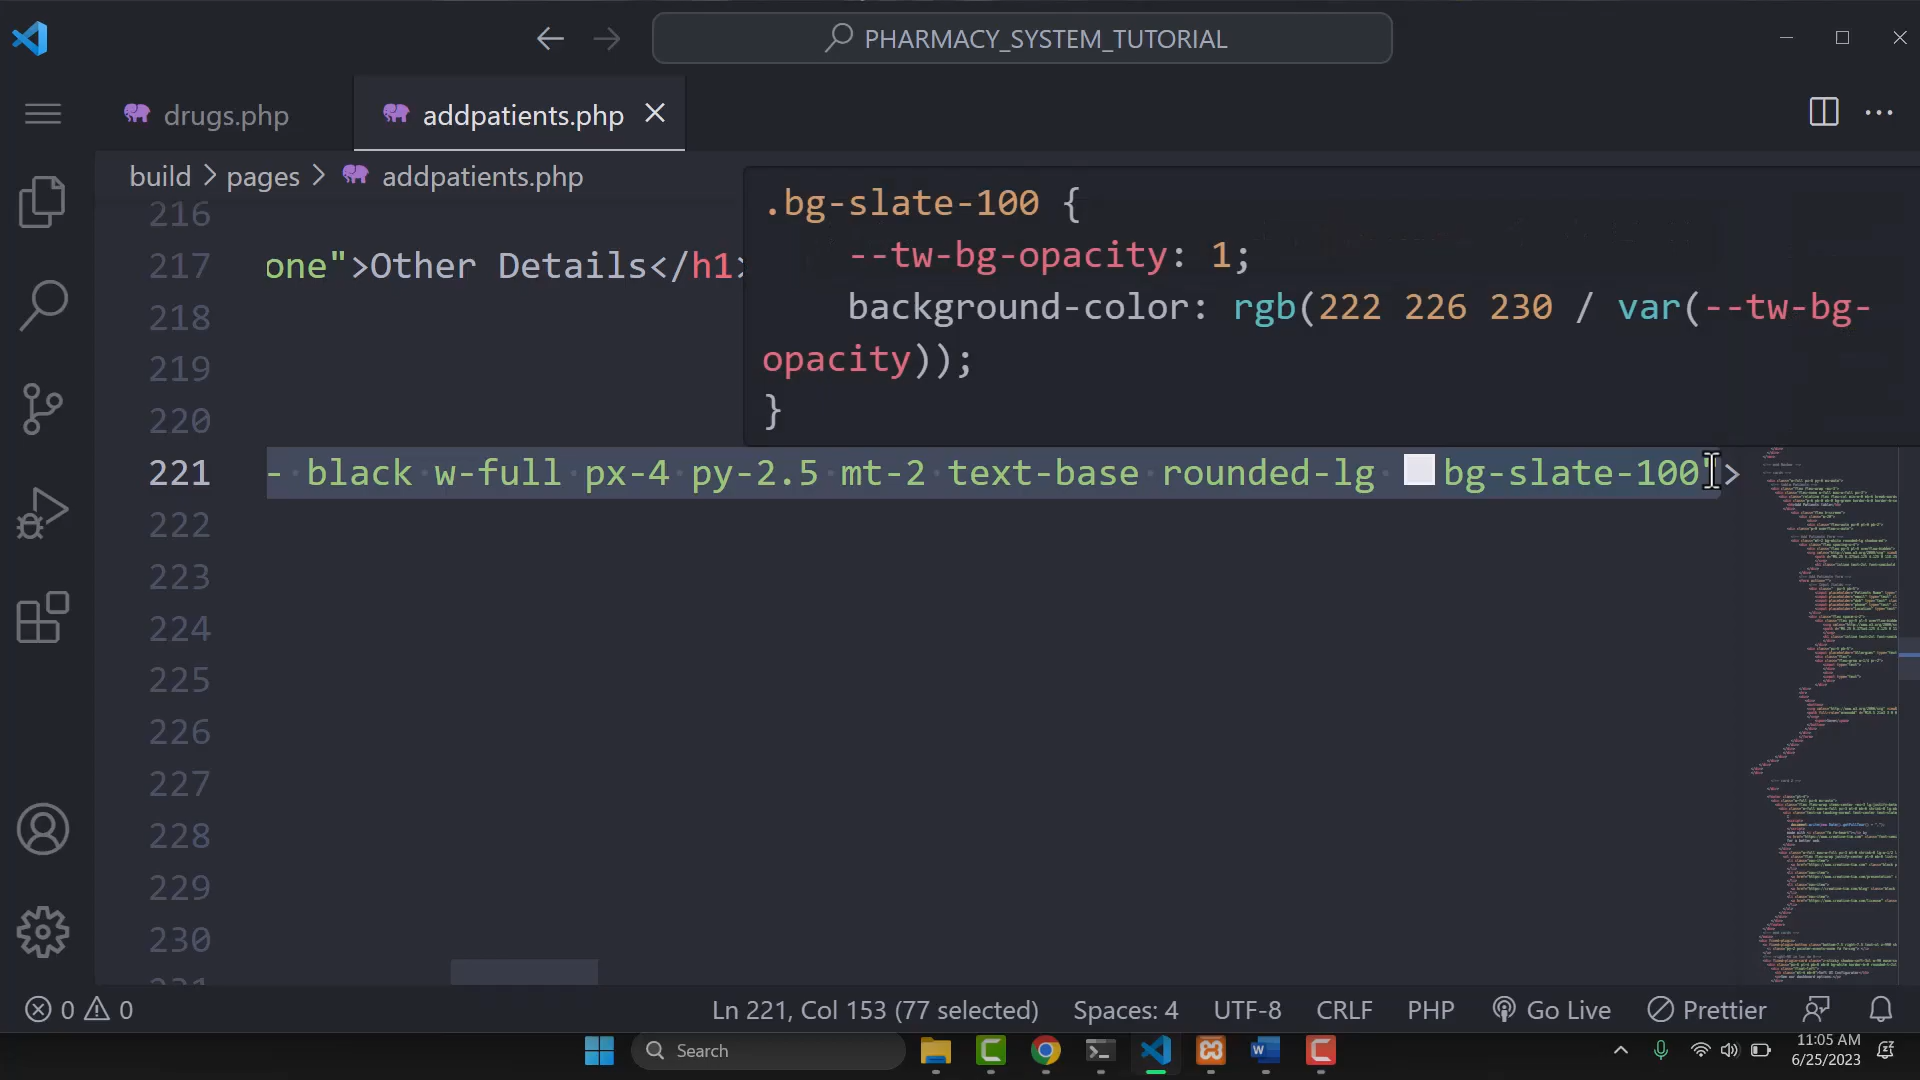 PHARMACY_SYSTEM_TUTORIAL
drugs.php
addpatients.php
build > pages > addpatients.php
.bg-slate-100 {
--tw-bg-opacity: 1;
background-color: rgb(222 226 230 / var(--tw-bg-
opacity));
}
216
217 one">Other Details</h1>
218
219
220
221 - black w-full px-4 py-2.5 mt-2 text-base rounded-lg bg-slate-100">
222
223
224
225
226
227
228
229
230
231
0 0
Ln 221, Col 153 (77 selected)
Spaces: 4
UTF-8
CRLF
PHP
Go Live
Prettier
Search
11:05 AM
6/25/2023